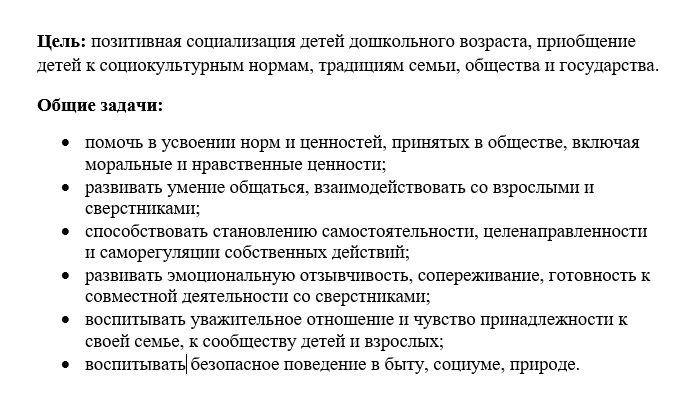 Цель: позитивная социализация детей дошкольного возраста, приобщение
детей к социокультурным нормам, традициям семьи, общества и государства.
Общие задачи:
• помочь в усвоении норм и ценностей, принятых в обществе, включая
моральные и нравственные ценности;
• развивать умение общаться, взаимодействовать со взрослыми и
сверстниками;
• способствовать становлению самостоятельности, целенаправленности
и саморегуляции собственных действий;
• развивать эмоциональную отзывчивость, сопереживание, готовность к
совместной деятельности со сверстниками;
• воспитывать уважительное отношение и чувство принадлежности к
своей семье, к сообществу детей и взрослых;
• воспитывать безопасное поведение в быту, социуме, природе.